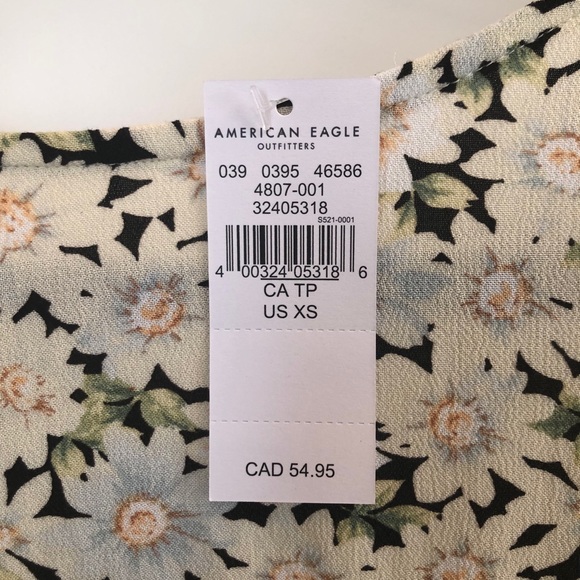 AMERICAN EAGLE
OUTFITTERS
039 0395 46586
4807-001
32405318
S521-0001
4 00324 05318 6
CA TP
US XS
CAD 54.95